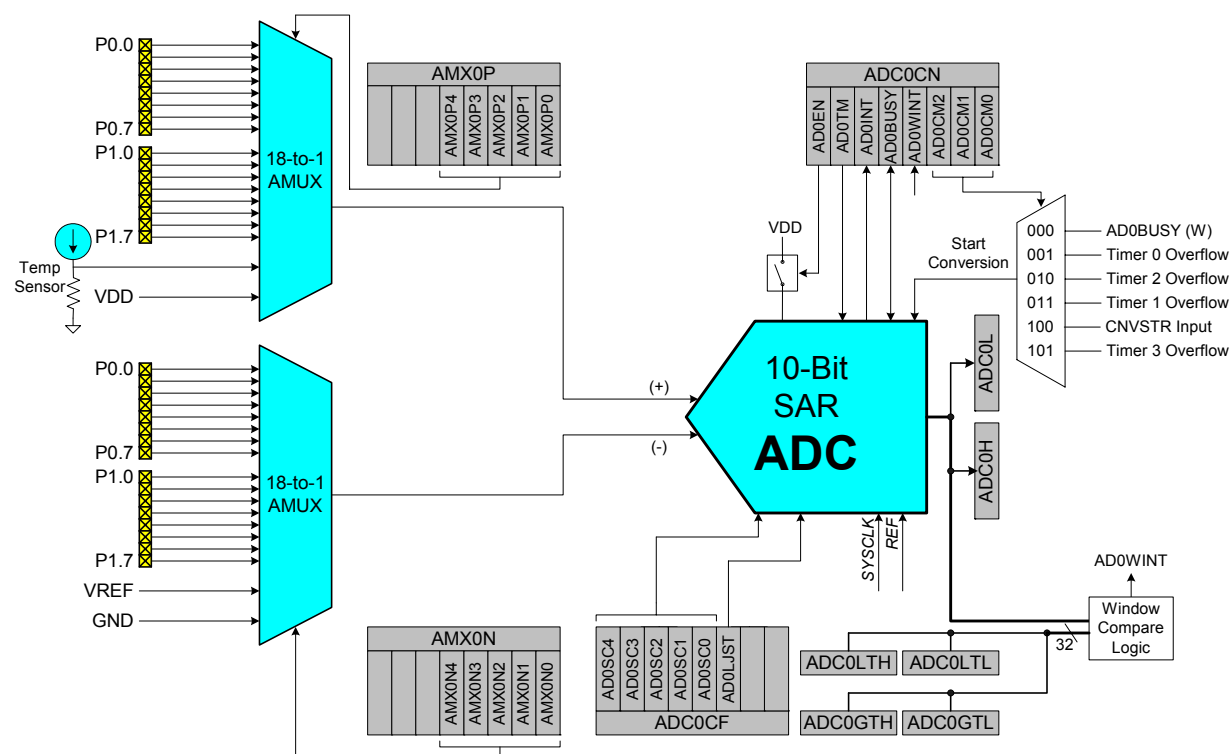 P0.0
P0.7
P1.0
P1.7
18-to-1
AMUX
Temp
Sensor
VDD
AMX0P
AMX0P4
AMX0P3
AMX0P2
AMX0P1
AMX0P0
ADC0CN
AD0EN
AD0TM
AD0INT
AD0BUSY
AD0WINT
AD0CM2
AD0CM1
AD0CM0
VDD
Start
Conversion
000
AD0BUSY (W)
001
Timer 0 Overflow
010
Timer 2 Overflow
011
Timer 1 Overflow
100
CNVSTR Input
101
Timer 3 Overflow
P0.0
P0.7
P1.0
P1.7
18-to-1
AMUX
VREF
GND
(+)
(-)
10-Bit
SAR
ADC
ADC0L
ADC0H
SYSCLK
REF
AD0WINT
Window
Compare
Logic
32
AMX0N
AMX0N4
AMX0N3
AMX0N2
AMX0N1
AMX0N0
AD0SC4
AD0SC3
AD0SC2
AD0SC1
AD0SC0
AD0LJST
ADC0CF
ADC0LTH
ADC0LTL
ADC0GTH
ADC0GTL